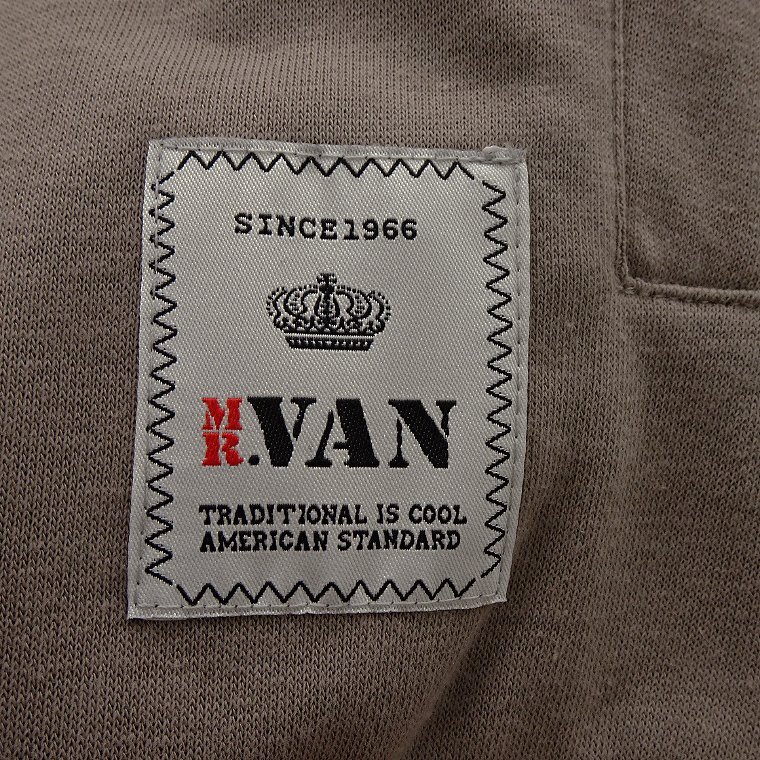 SINCE1966
MR.VAN
TRADITIONAL IS COOL
AMERICAN STANDARD